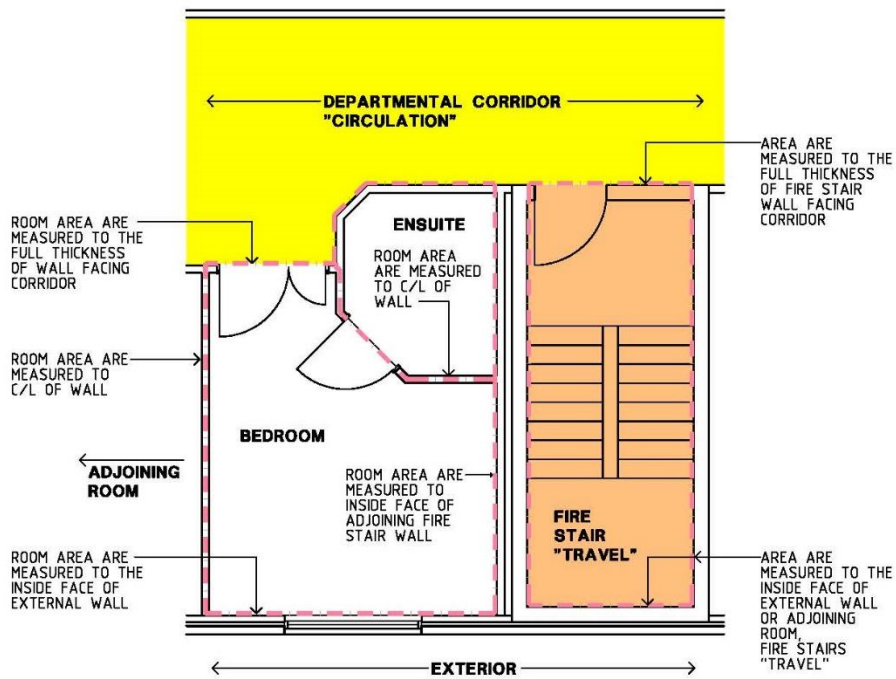 DEPARTMENTAL CORRIDOR
"CIRCULATION"
AREA ARE
MEASURED TO THE
FULL THICKNESS
OF FIRE STAIR
WALL FACING
CORRIDOR
ROOM AREA ARE
MEASURED TO THE
FULL THICKNESS
OF WALL FACING
CORRIDOR
ENSUITE
ROOM AREA
ARE MEASURED
TO C/L OF
WALL
ROOM AREA ARE
MEASURED TO
C/L OF WALL
BEDROOM
ADJOINING
ROOM
ROOM AREA ARE
MEASURED TO
INSIDE FACE OF
ADJOINING FIRE
STAIR WALL
FIRE
STAIR
"TRAVEL"
ROOM AREA ARE
MEASURED TO THE
INSIDE FACE OF
EXTERNAL WALL
AREA ARE
MEASURED TO THE
INSIDE FACE OF
EXTERNAL WALL
OR ADJOINING
ROOM,
FIRE STAIRS
"TRAVEL"
EXTERIOR